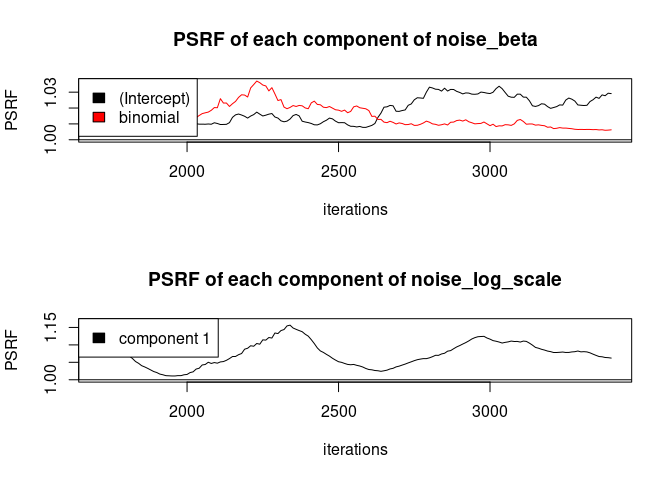 PSRF of each component of noise_beta
PSRF
1.00 1.03
(Intercept)
binomial
2000 2500 3000
iterations
PSRF of each component of noise_log_scale
PSRF
1.00 1.15
component 1
2000 2500 3000
iterations